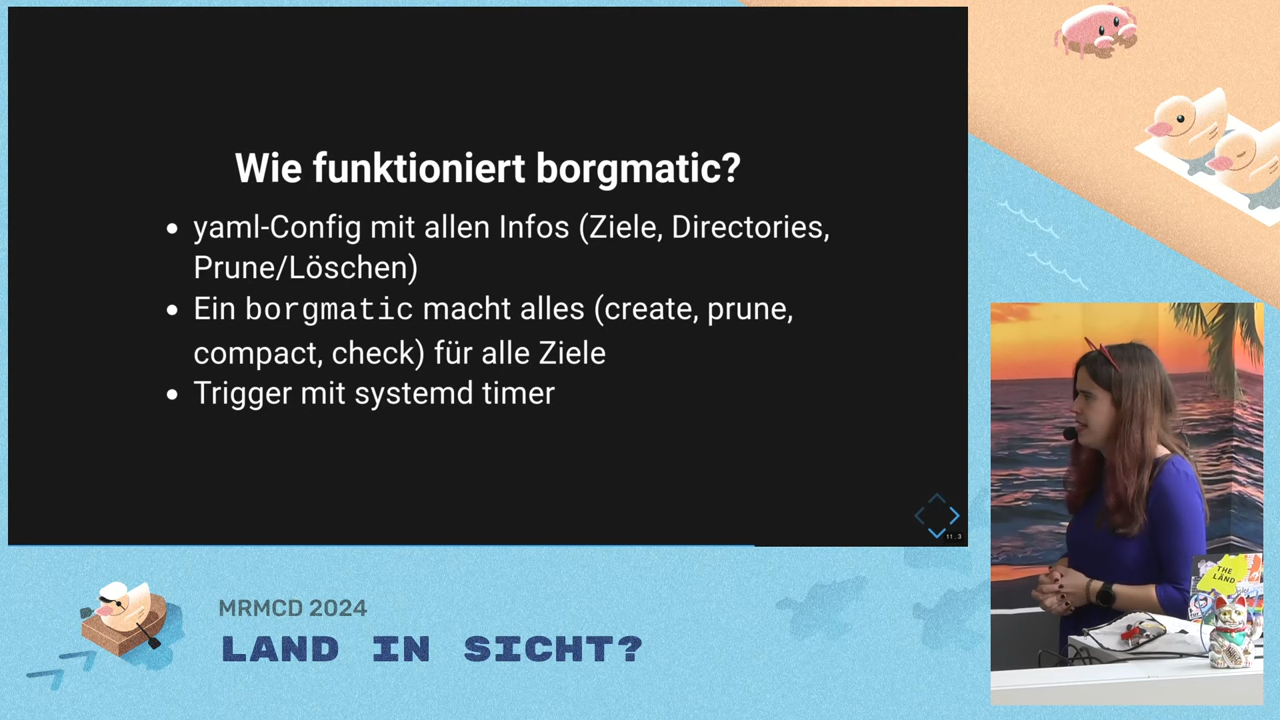 Wie funktioniert borgmatic?
yaml-Config mit allen Infos (Ziele, Directories,
Prune/Löschen)
Ein borgmatic macht alles (create, prune,
compact, check) für alle Ziele
Trigger mit systemd timer
11.3
MRMCD 2024
LAND IN SICHT?
THE
LÄND